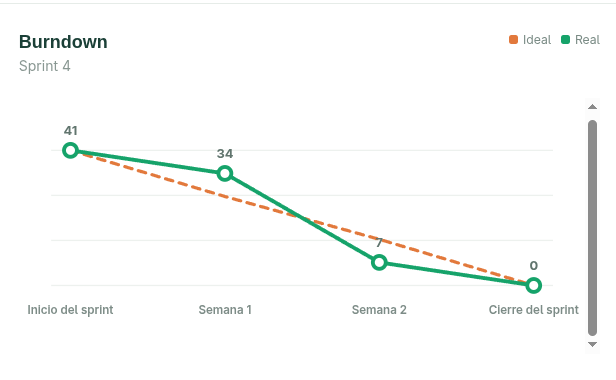 Burndown
Sprint 4
Ideal Real
41
34
7
0
Inicio del sprint Semana 1 Semana 2 Cierre del sprint